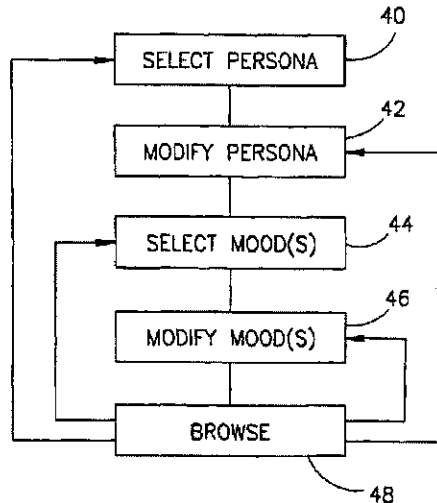 40
SELECT PERSONA
42
MODIFY PERSONA
44
SELECT MOOD(S)
46
MODIFY MOOD(S)
BROWSE
48